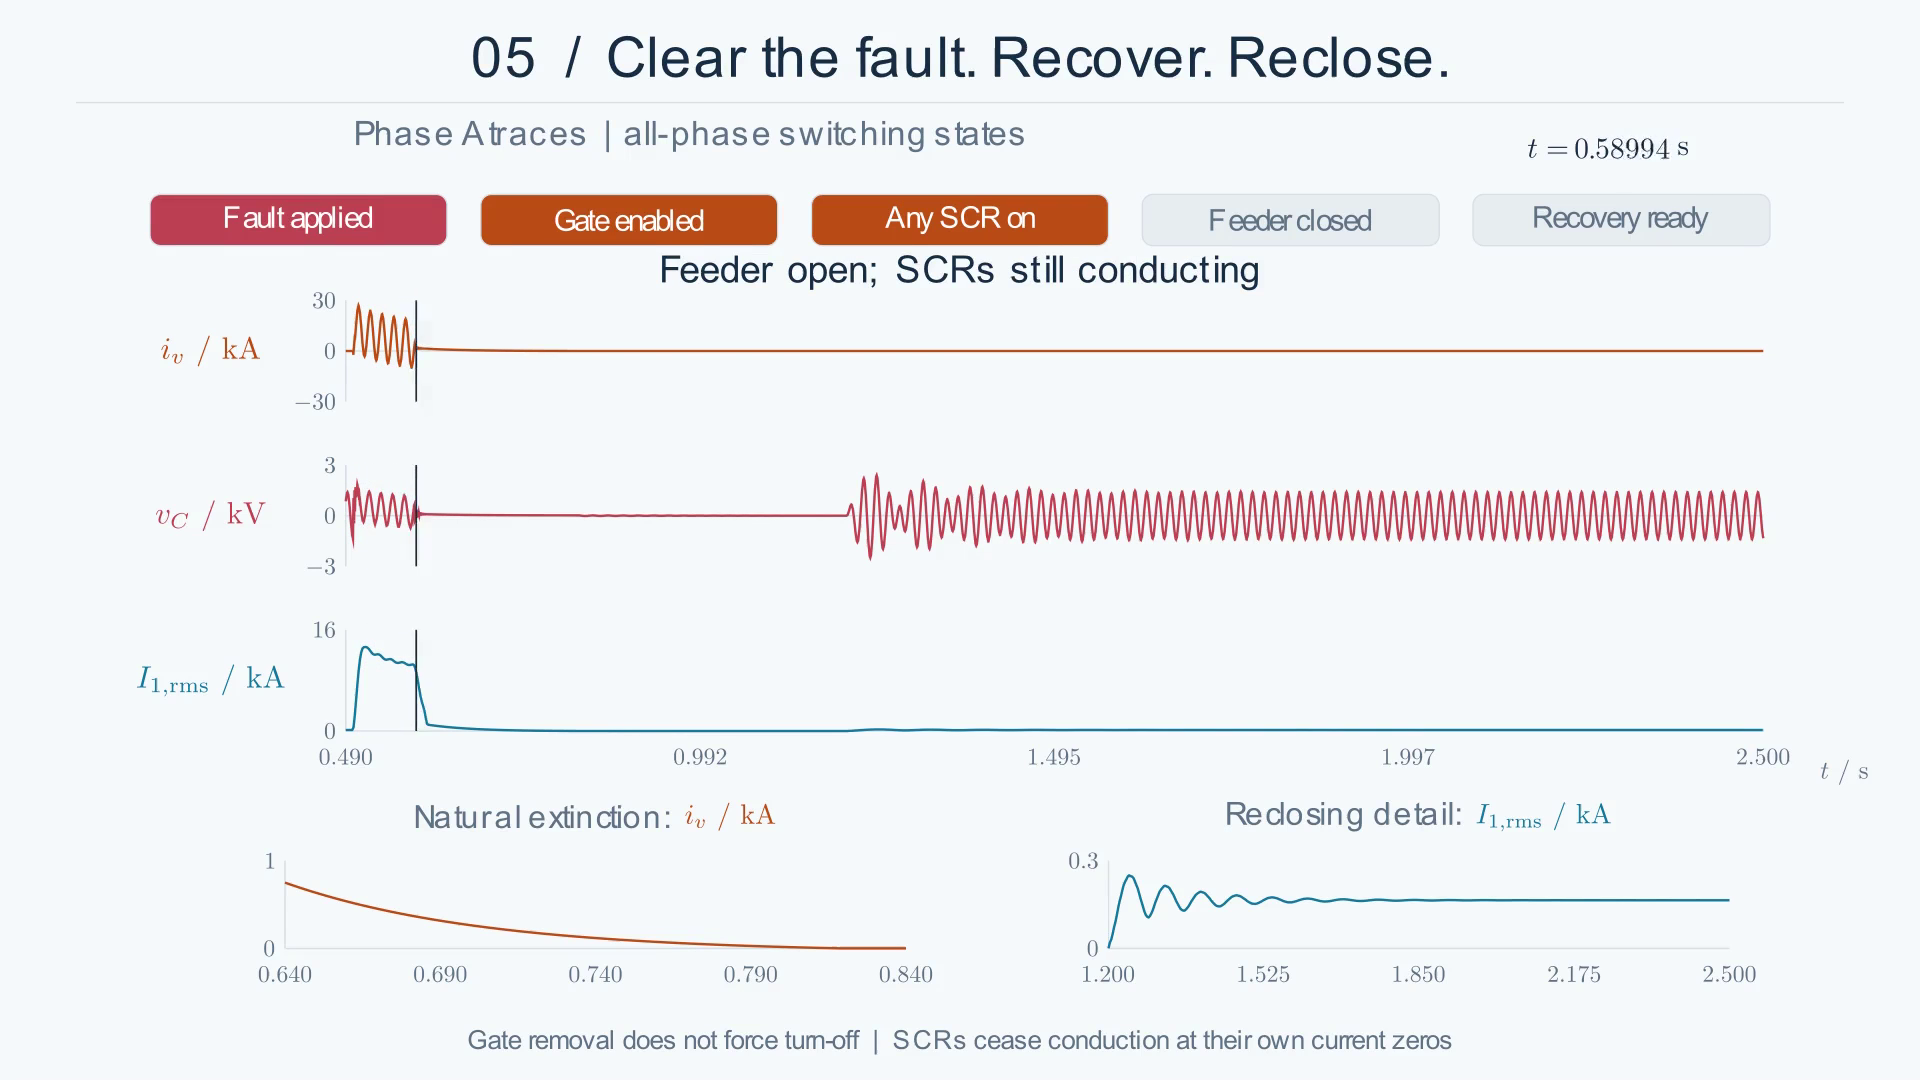 05 / Clear the fault. Recover. Reclose.
Phase A traces | all-phase switching states
t = 0.58994 s
Fault applied
Gate enabled
Any SCR on
Feeder closed
Recovery ready
Feeder open; SCRs still conducting
30
i_v / kA
0
−30
3
v_C / kV
0
−3
16
I_1,rms / kA
0
0.490 0.992 1.495 1.997 2.500
t / s
Natural extinction: i_v / kA
1
0
0.640 0.690 0.740 0.790 0.840
Reclosing detail: I_1,rms / kA
0.3
0
1.200 1.525 1.850 2.175 2.500
Gate removal does not force turn-off | SCRs cease conduction at their own current zeros